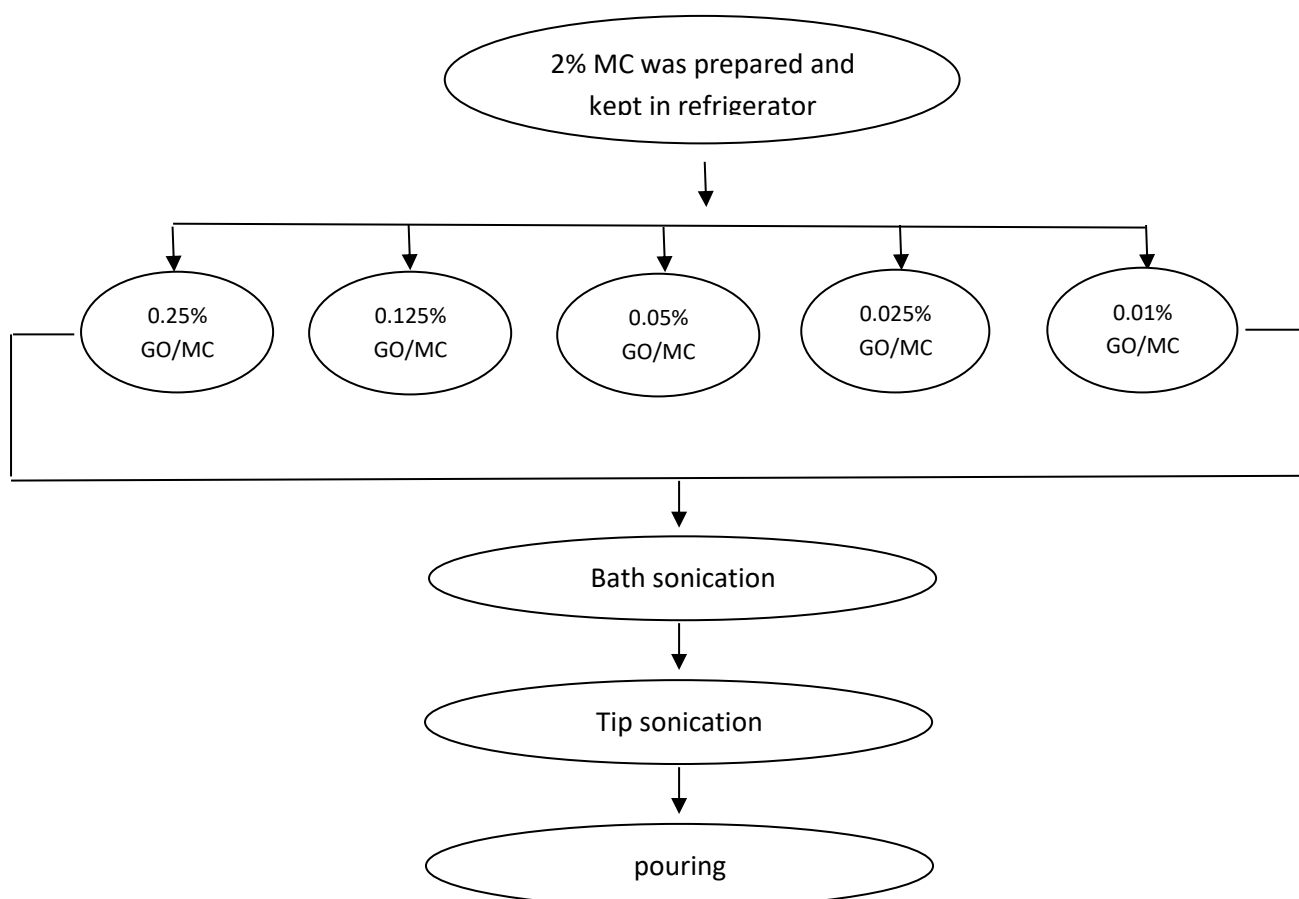 2% MC was prepared and
kept in refrigerator
0.25%
GO/MC
0.125%
GO/MC
0.05%
GO/MC
0.025%
GO/MC
0.01%
GO/MC
Bath sonication
Tip sonication
pouring